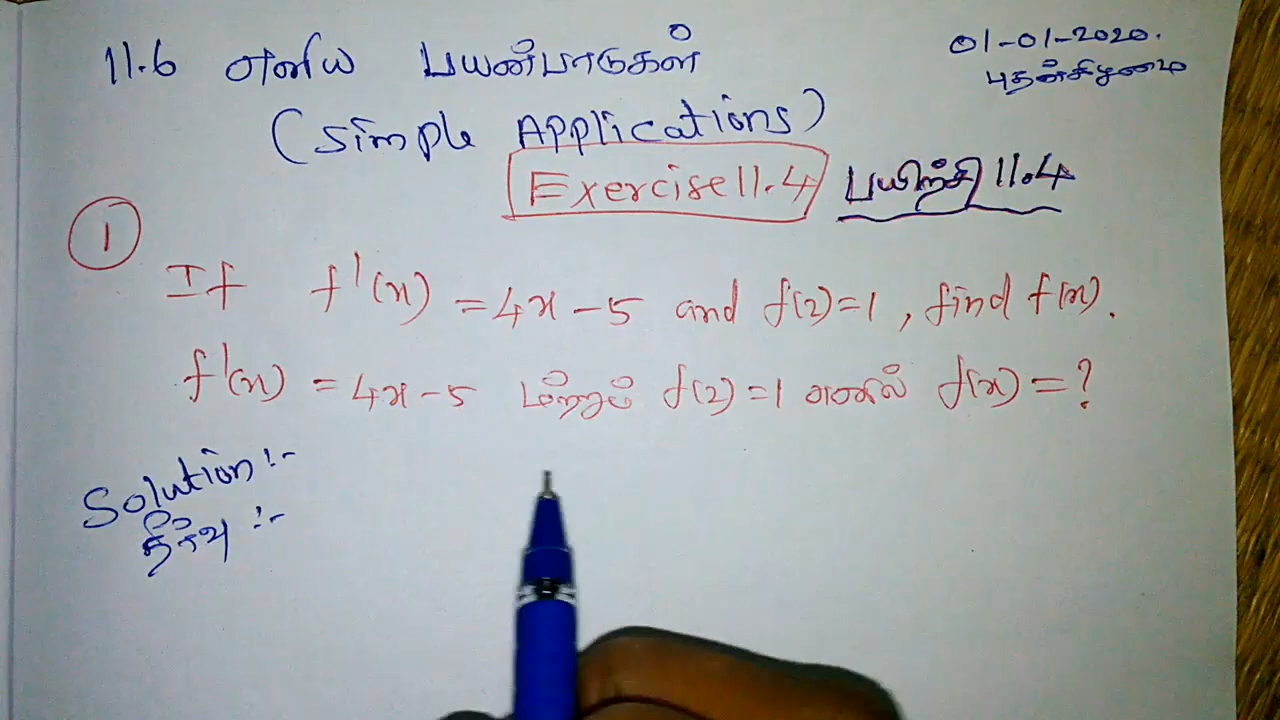 11.6 எளிய பயன்பாடுகள்
01-01-2020.
புதன்கிழமை
(Simple Applications)
Exercise 11.4 பயிற்சி 11.4
1
If f'(x) = 4x - 5 and f(2)=1, find f(x).
f'(x) = 4x - 5 மற்றும் f(2)=1 எனில் f(x) = ?
Solution :-
தீர்வு :-